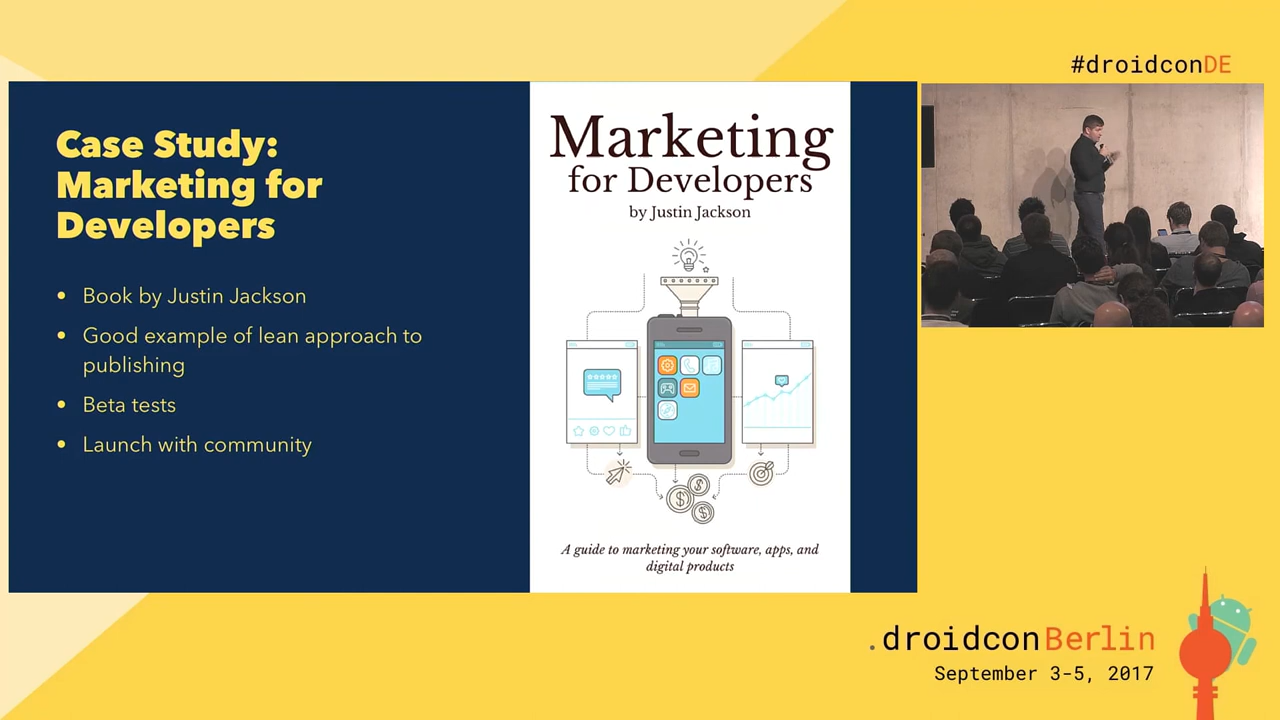 #droidconDE
Case Study:
Marketing for
Developers
• Book by Justin Jackson
• Good example of lean approach to
publishing
• Beta tests
• Launch with community
Marketing
for Developers
by Justin Jackson
A guide to marketing your software, apps, and
digital products
.droidconBerlin
September 3-5, 2017